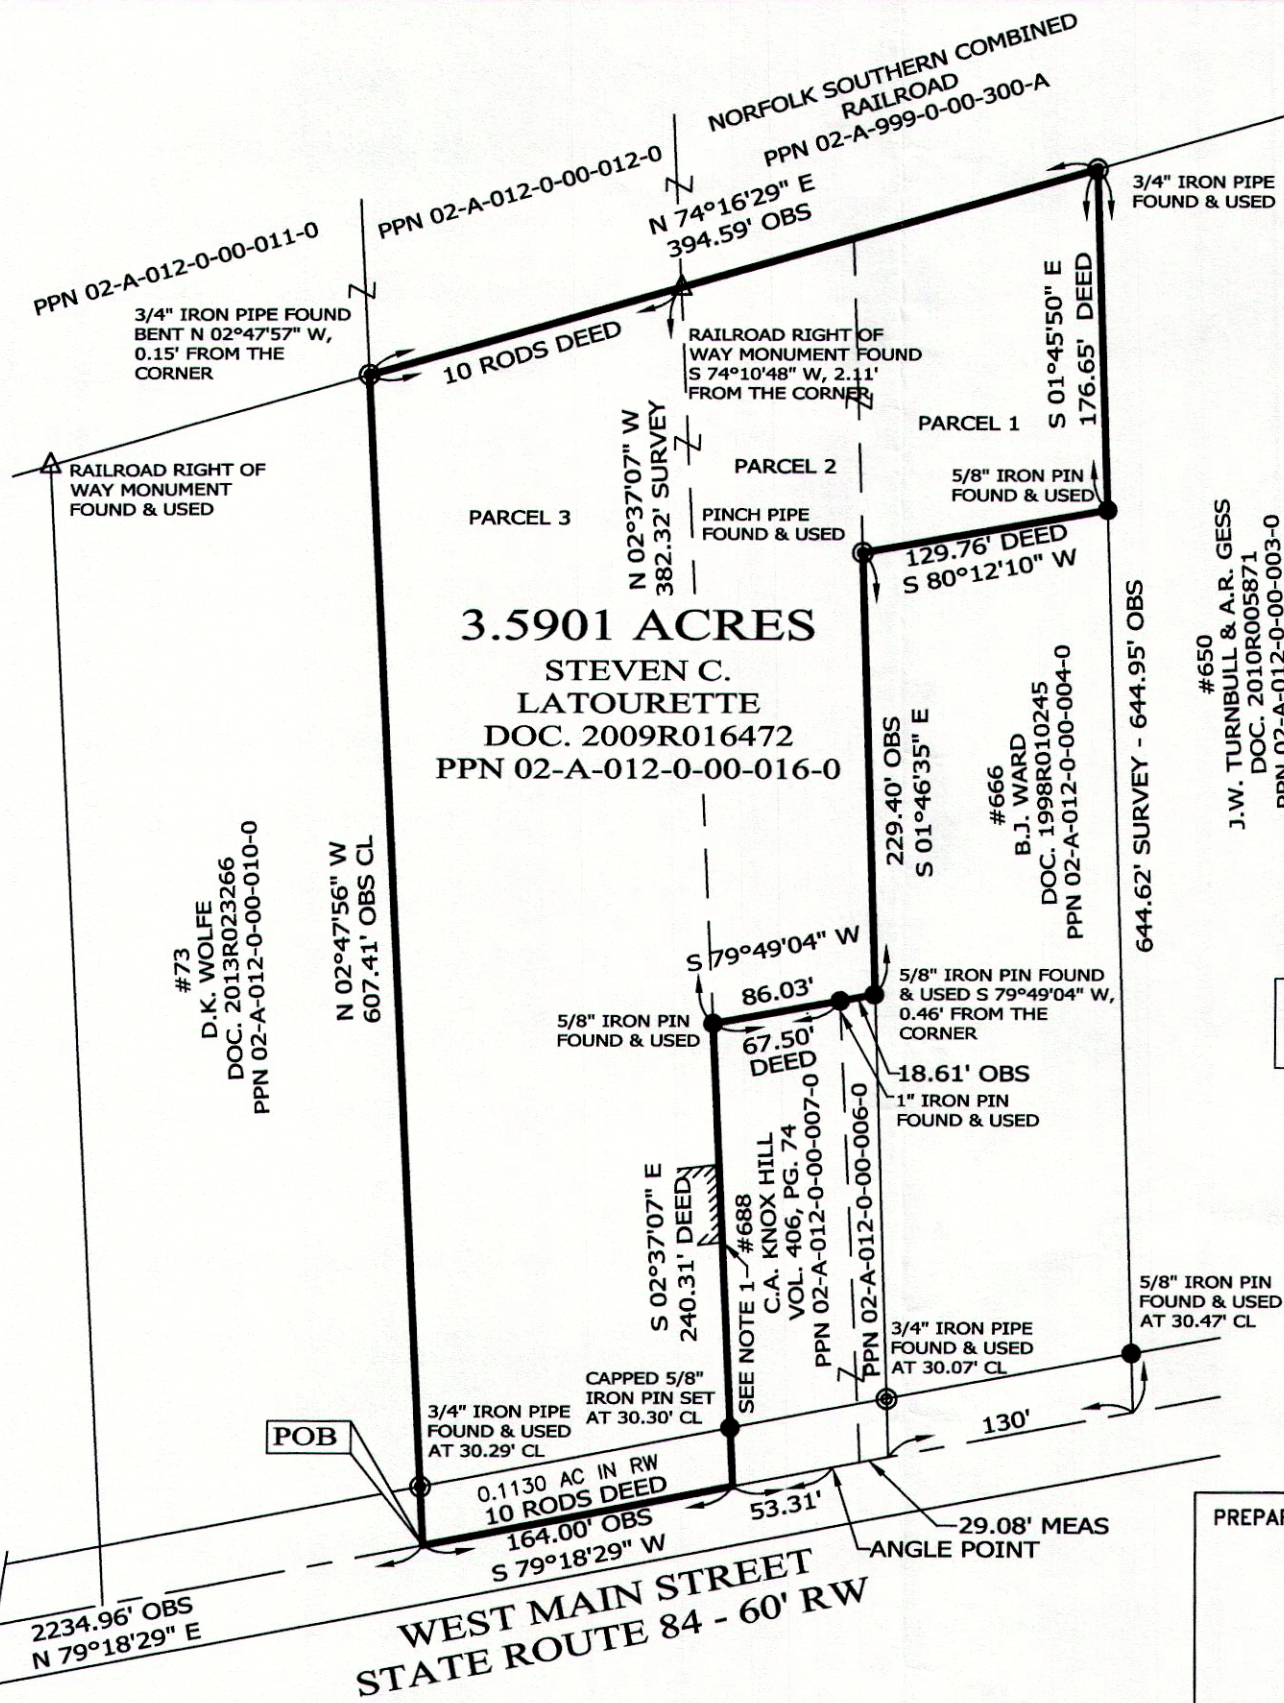 NORFOLK SOUTHERN COMBINED
RAILROAD
PPN 02-A-999-0-00-300-A
PPN 02-A-012-0-00-012-0
PPN 02-A-012-0-00-011-0
N 74°16'29" E
394.59' OBS
3/4" IRON PIPE
FOUND & USED
3/4" IRON PIPE FOUND
BENT N 02°47'57" W,
0.15' FROM THE
CORNER
10 RODS DEED
RAILROAD RIGHT OF
WAY MONUMENT FOUND
S 74°10'48" W, 2.11'
FROM THE CORNER
S 01°45'50" E
176.65' DEED
PARCEL 1
RAILROAD RIGHT OF
WAY MONUMENT
FOUND & USED
PARCEL 3
N 02°37'07" W
382.32' SURVEY
PARCEL 2
PINCH PIPE
FOUND & USED
5/8" IRON PIN
FOUND & USED
129.76' DEED
S 80°12'10" W
3.5901 ACRES
STEVEN C.
LATOURETTE
DOC. 2009R016472
PPN 02-A-012-0-00-016-0
#650
J.W. TURNBULL & A.R. GESS
DOC. 2010R005871
PPN 02-A-012-0-00-003-0
644.62' SURVEY - 644.95' OBS
229.40' OBS
S 01°46'35" E
#666
B.J. WARD
DOC. 1998R010245
PPN 02-A-012-0-00-004-0
#73
D.K. WOLFE
DOC. 2013R023266
PPN 02-A-012-0-00-010-0
N 02°47'56" W
607.41' OBS CL
S 79°49'04" W
86.03'
5/8" IRON PIN
FOUND & USED
67.50'
DEED
5/8" IRON PIN FOUND
& USED S 79°49'04" W,
0.46' FROM THE
CORNER
18.61' OBS
1" IRON PIN
FOUND & USED
S 02°37'07" E
240.31' DEED
SEE NOTE 1
#688
C.A. KNOX HILL
VOL. 406, PG. 74
PPN 02-A-012-0-00-007-0
PPN 02-A-012-0-00-006-0
5/8" IRON PIN
FOUND & USED
AT 30.47' CL
3/4" IRON PIPE
FOUND & USED
AT 30.07' CL
CAPPED 5/8"
IRON PIN SET
AT 30.30' CL
3/4" IRON PIPE
FOUND & USED
AT 30.29' CL
POB
130'
0.1130 AC IN RW
10 RODS DEED
164.00' OBS
S 79°18'29" W
53.31'
29.08' MEAS
ANGLE POINT
2234.96' OBS
N 79°18'29" E
WEST MAIN STREET
STATE ROUTE 84 - 60' RW
PREPA